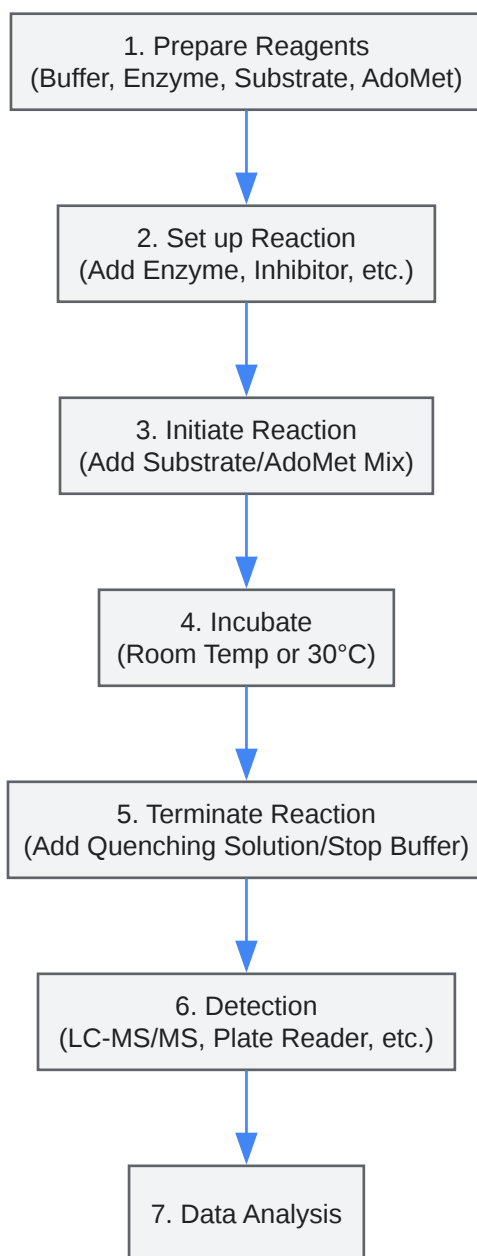 1. Prepare Reagents
(Buffer, Enzyme, Substrate, AdoMet)
2. Set up Reaction
(Add Enzyme, Inhibitor, etc.)
3. Initiate Reaction
(Add Substrate/AdoMet Mix)
4. Incubate
(Room Temp or 30°C)
5. Terminate Reaction
(Add Quenching Solution/Stop Buffer)
6. Detection
(LC-MS/MS, Plate Reader, etc.)
7. Data Analysis